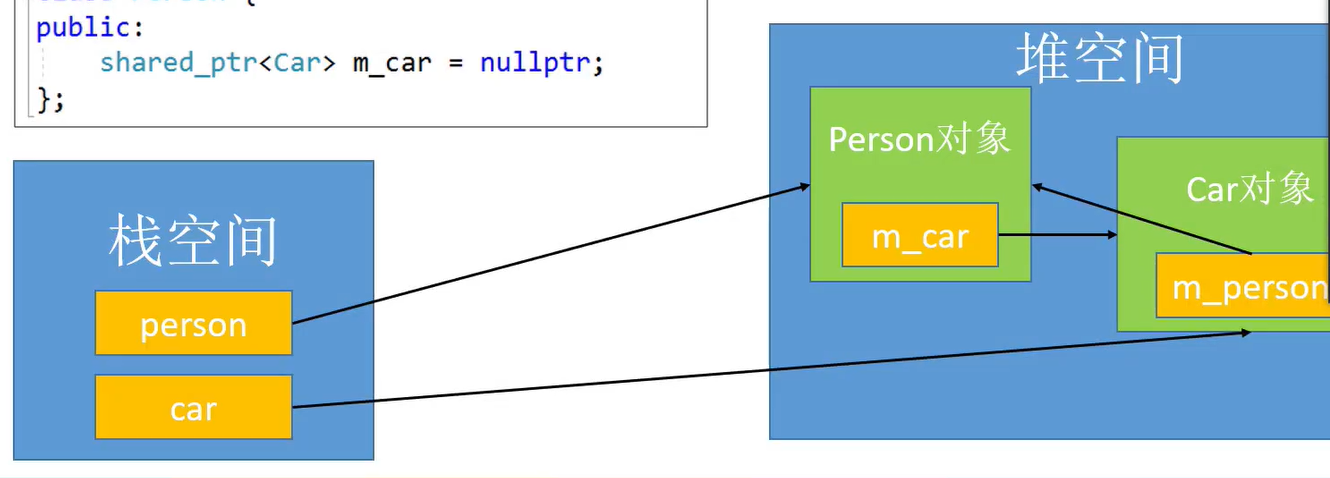 public:
shared_ptr<Car> m_car = nullptr;
};
堆空间
Person对象
m_car
Car对象
m_person
栈空间
person
car